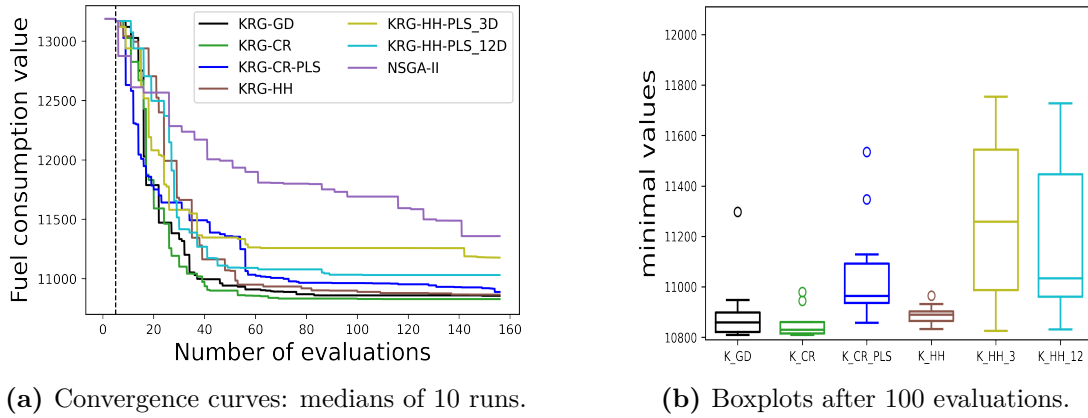 KRG-GD
KRG-CR
KRG-CR-PLS
KRG-HH
KRG-HH-PLS_3D
KRG-HH-PLS_12D
NSGA-II
Fuel consumption value
13000
12500
12000
11500
11000
0 20 40 60 80 100 120 140 160
Number of evaluations
(a) Convergence curves: medians of 10 runs.
minimal values
12000
11800
11600
11400
11200
11000
10800
K_GD K_CR K_CR_PLS K_HH K_HH_3 K_HH_12
(b) Boxplots after 100 evaluations.